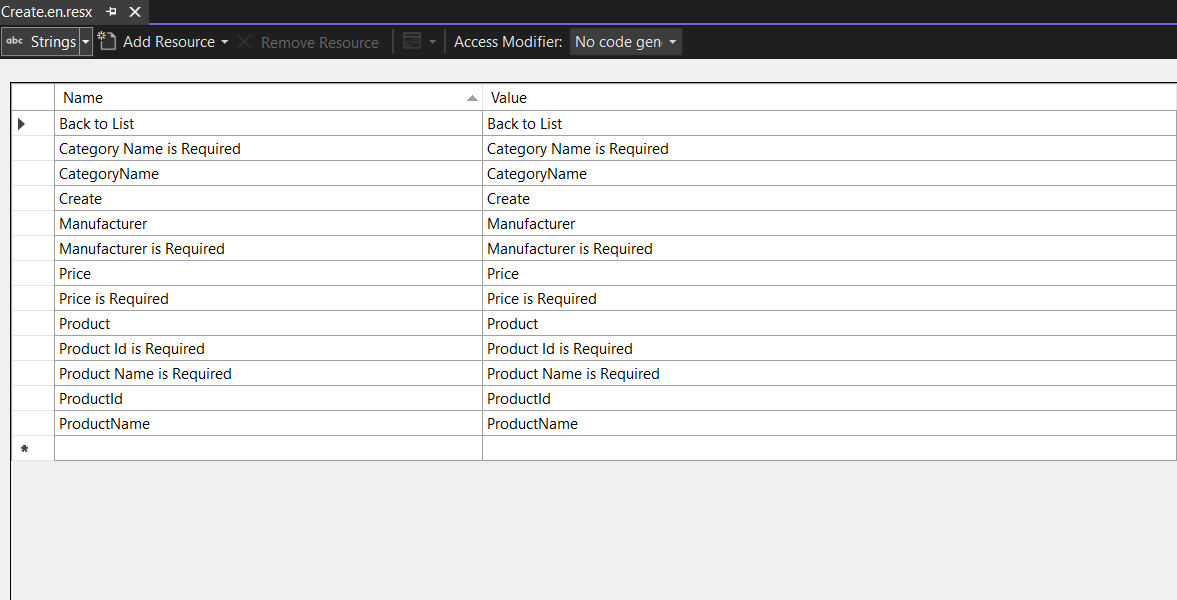 Create.en.resx
abc Strings Add Resource Remove Resource Access Modifier: No code gen
Name Value
Back to List Back to List
Category Name is Required Category Name is Required
CategoryName CategoryName
Create Create
Manufacturer Manufacturer
Manufacturer is Required Manufacturer is Required
Price Price
Price is Required Price is Required
Product Product
Product Id is Required Product Id is Required
Product Name is Required Product Name is Required
ProductId ProductId
ProductName ProductName
*